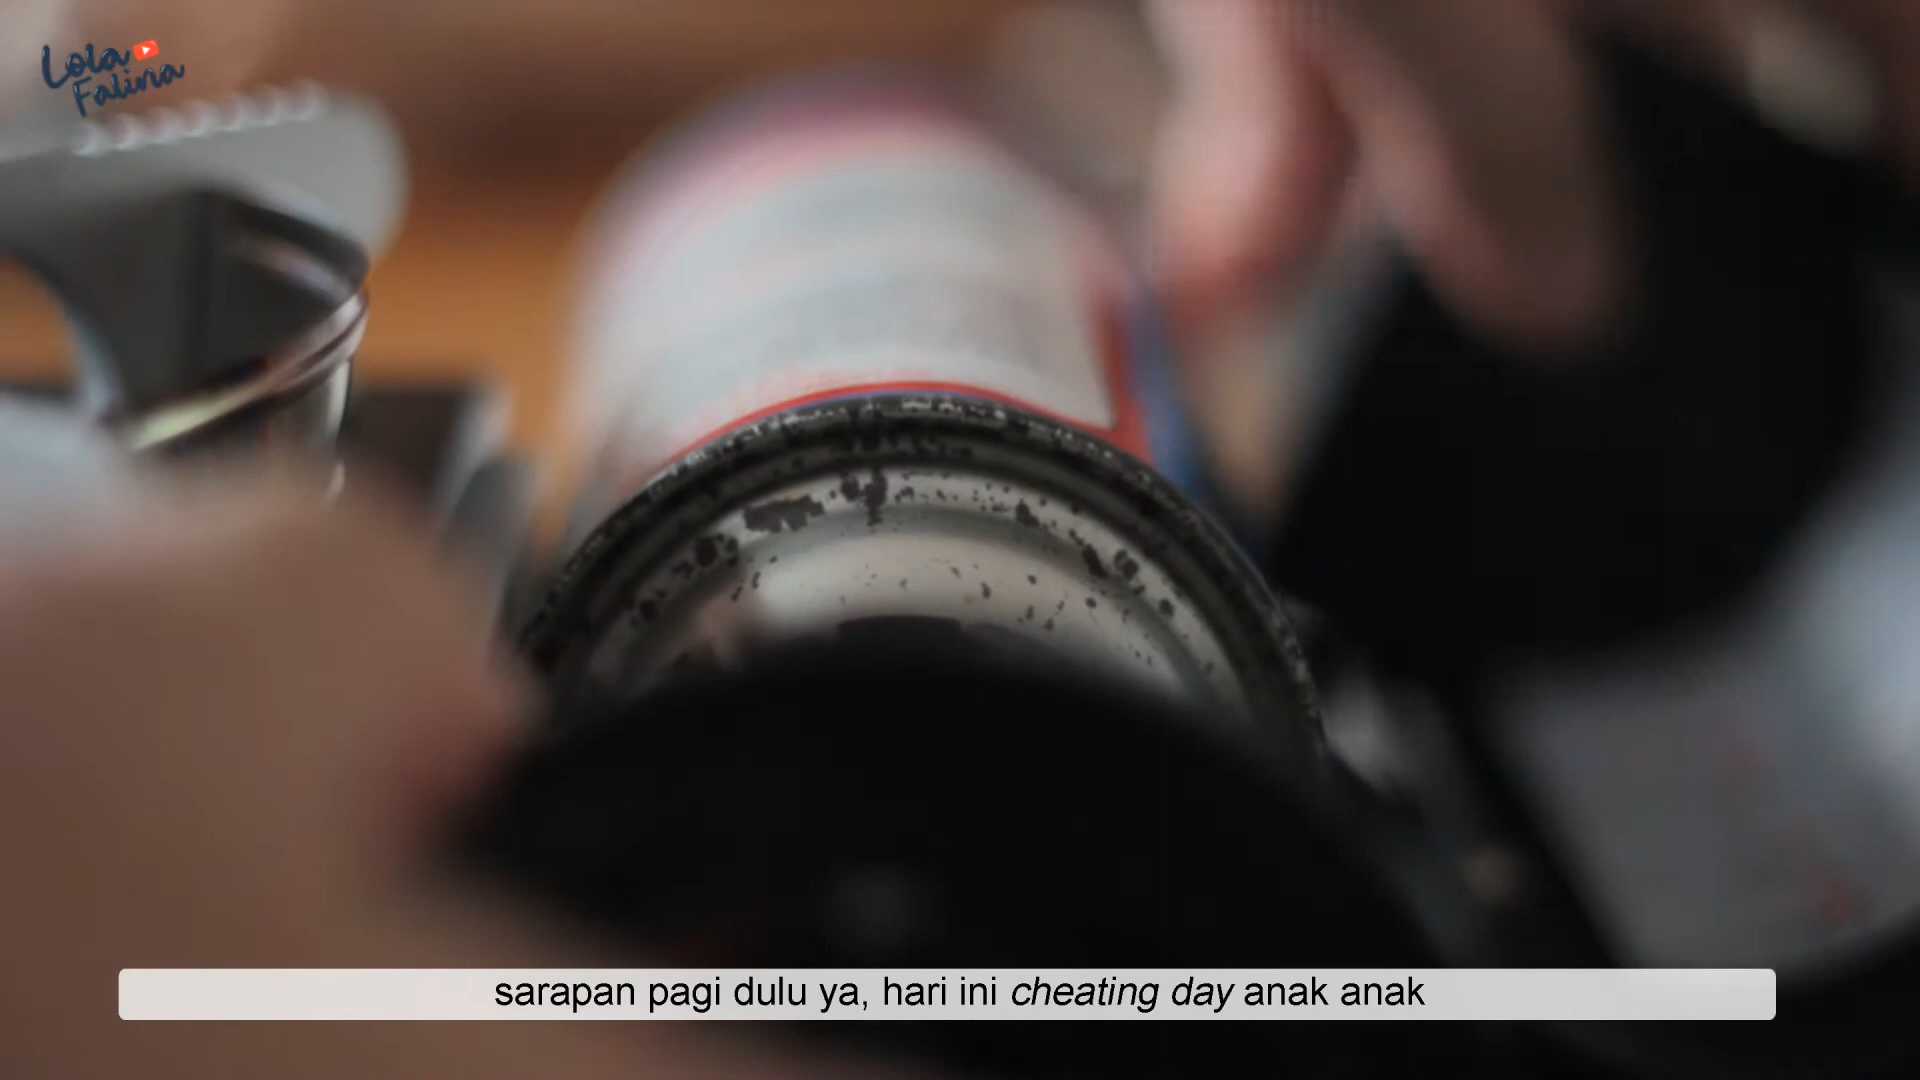 Lola
Falina
sarapan pagi dulu ya, hari ini cheating day anak anak